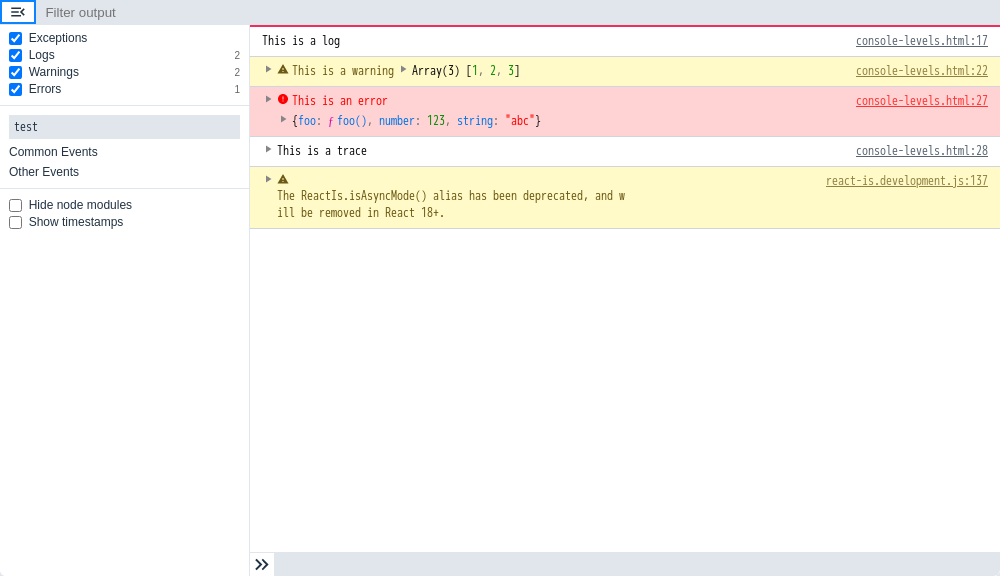 Filter output
Exceptions
Logs 2
Warnings 2
Errors 1
test
Common Events
Other Events
Hide node modules
Show timestamps
This is a log console-levels.html:17
This is a warning Array(3) [1, 2, 3] console-levels.html:22
This is an error console-levels.html:27
{foo: ƒ foo(), number: 123, string: "abc"}
This is a trace console-levels.html:28
react-is.development.js:137
The ReactIs.isAsyncMode() alias has been deprecated, and w
ill be removed in React 18+.